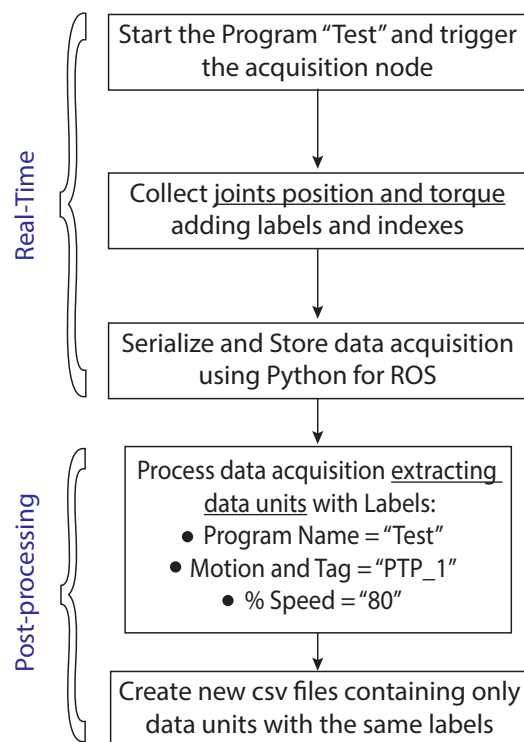 Real-Time
Start the Program “Test” and trigger
the acquisition node
Collect joints position and torque
adding labels and indexes
Serialize and Store data acquisition
using Python for ROS
Post-processing
Process data acquisition extracting
data units with Labels:
● Program Name = “Test”
● Motion and Tag = “PTP_1”
● % Speed = “80”
Create new csv files containing only
data units with the same labels